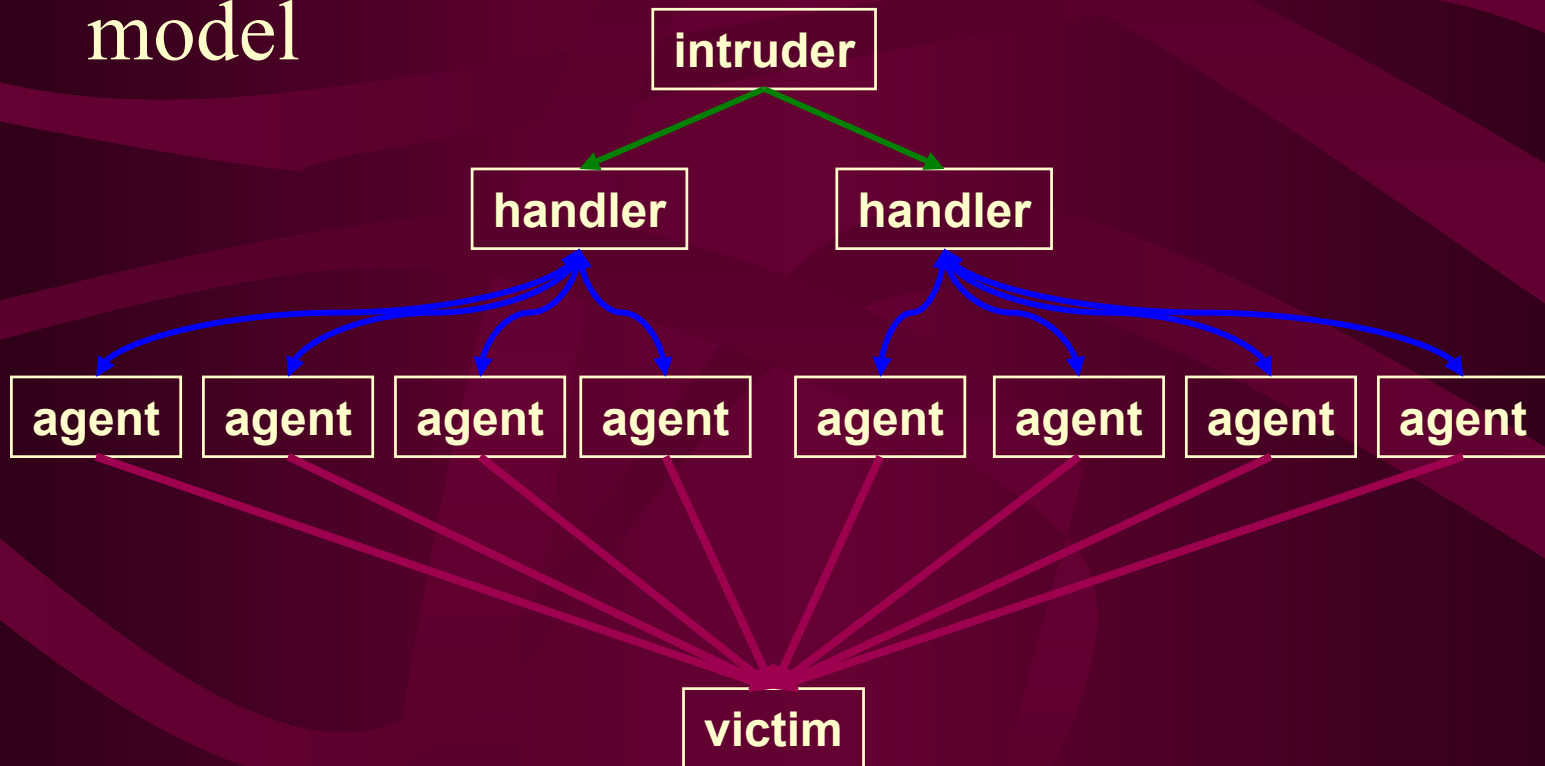 model
intruder
handler handler
agent agent agent agent agent agent agent agent
victim